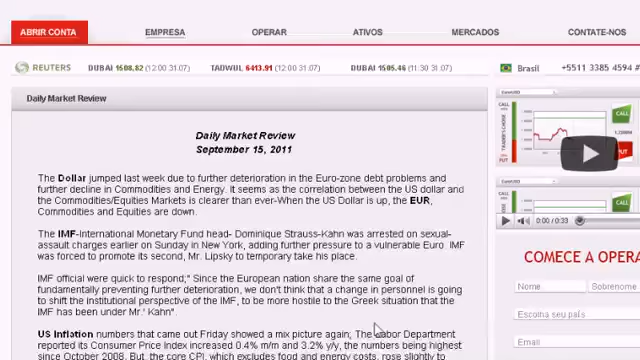 ABRIR CONTA EMPRESA OPERAR ATIVOS MERCADOS CONTATE-NOS
REUTERS DUBAI 1508,82 (12:00 31.07) TADWUL 6413.91 (12:00 31.07) DUBAI 1505.46 (11:30 31.07) Brasil +5511 3385 4594 #
Daily Market Review
Daily Market Review
September 15, 2011
The Dollar jumped last week due to further deterioration in the Euro-zone debt problems and
further decline in Commodities and Energy. It seems as the correlation between the US dollar and
the Commodities/Equities Markets is clearer than ever-When the US Dollar is up, the EUR,
Commodities and Equities are down.
The IMF-International Monetary Fund head- Dominique Strauss-Kahn was arrested on sexual-
assault charges earlier on Sunday in New York, adding further pressure to a vulnerable Euro IMF
was forced to promote its second, Mr. Lipsky to temporary take his place.
IMF official were quick to respond;" Since the European nation share the same goal of
fundamentally preventing further deterioration, we don't think that a change in personnel is going
to shift the institutional perspective of the IMF, to be more hostile to the Greek situation that the
IMF has been under Mr.' Kahn".
US Inflation numbers that came out Friday showed a mix picture again; The Labor Department
reported its Consumer Price Index increased 0.4% m/m and 3.2% y/y, the numbers being highest
since October 2008. But, the core CPI, which excludes food and energy costs, rose slightly to
CALL
CALL
PUT
PUT
CALL
CALL
0:00 / 0:33
COMECE A OPERA
Nome Sobrenome
Escolha seu país
Email